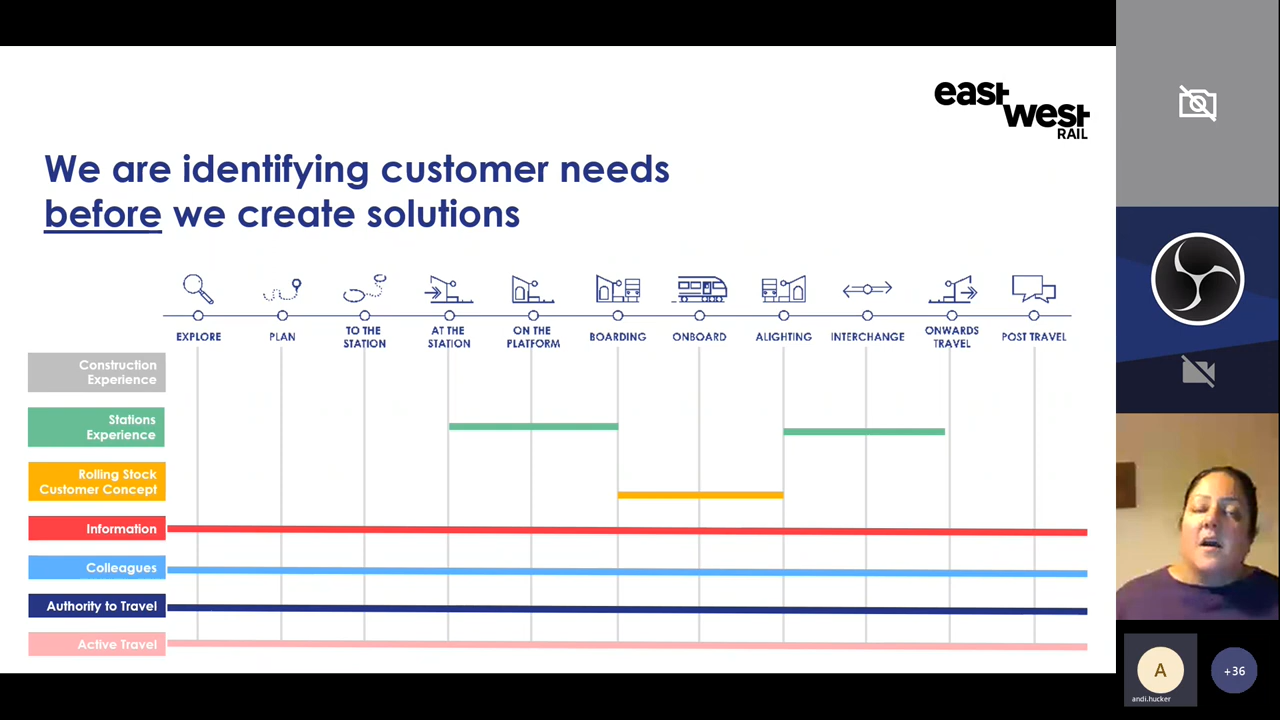 east
west
RAIL
We are identifying customer needs
before we create solutions
EXPLORE
PLAN
TO THE
STATION
AT THE
STATION
ON THE
PLATFORM
BOARDING
ONBOARD
ALIGHTING
INTERCHANGE
ONWARDS
TRAVEL
POST TRAVEL
Construction
Experience
Stations
Experience
Rolling Stock
Customer Concept
Information
Colleagues
Authority to Travel
Active Travel
A
andi.hucker
+36